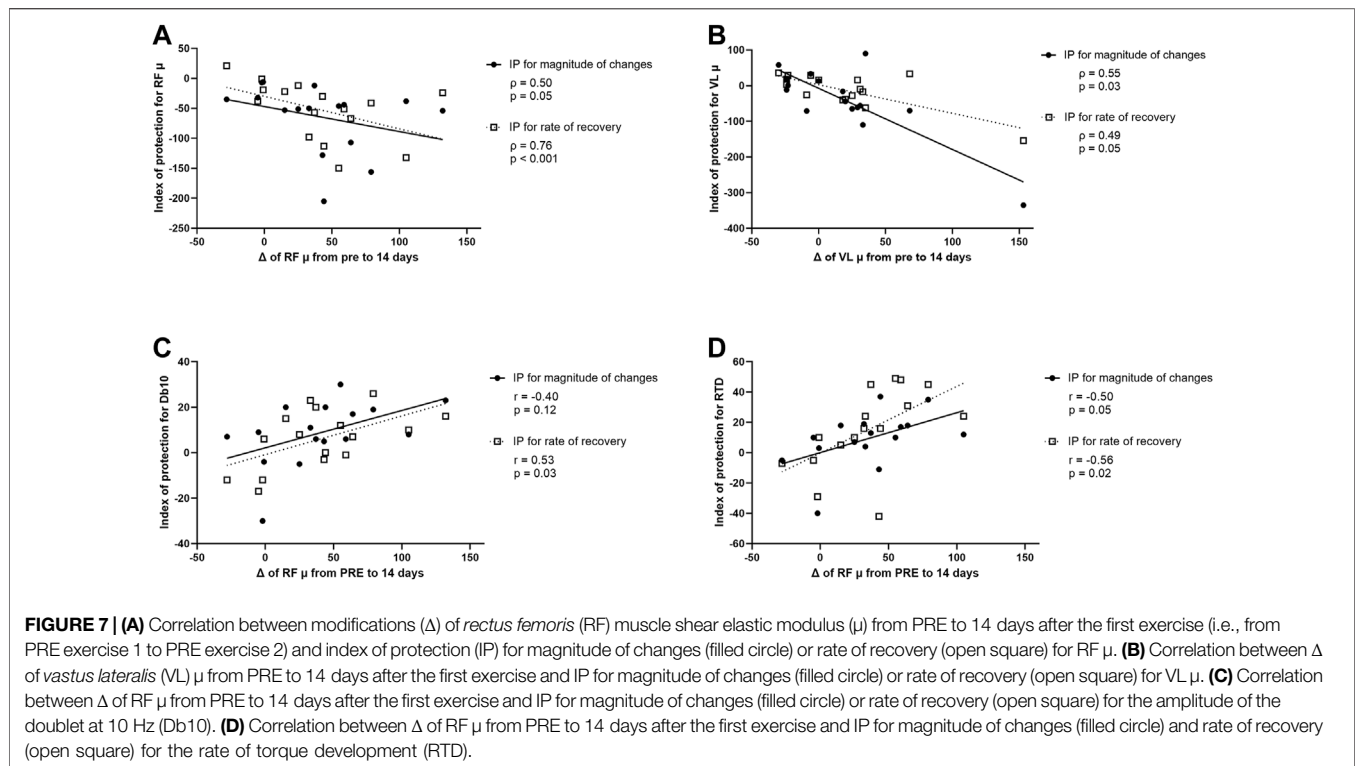 A
Index of protection for RF μ
50
0
-50
-100
-150
-200
-250
-50
0
50
100
150
Δ of RF μ from pre to 14 days
IP for magnitude of changes
ρ = 0.50
p = 0.05
IP for rate of recovery
ρ = 0.76
p < 0.001
B
Index of protection for VL μ
100
0
-100
-200
-300
-400
-50
0
50
100
150
Δ of VL μ from pre to 14 days
IP for magnitude of changes
ρ = 0.55
p = 0.03
IP for rate of recovery
ρ = 0.49
p = 0.05
C
Index of protection for Db10
40
20
0
-20
-40
-50
0
50
100
150
Δ of RF μ from PRE to 14 days
IP for magnitude of changes
r = -0.40
p = 0.12
IP for rate of recovery
r = 0.53
p = 0.03
D
Index of protection for RTD
60
40
20
0
-20
-40
-60
-50
0
50
100
150
Δ of RF μ from PRE to 14 days
IP for magnitude of changes
r = -0.50
p = 0.05
IP for rate of recovery
r = -0.56
p = 0.02
FIGURE 7 | (A) Correlation between modifications (Δ) of rectus femoris (RF) muscle shear elastic modulus (μ) from PRE to 14 days after the first exercise (i.e., from
PRE exercise 1 to PRE exercise 2) and index of protection (IP) for magnitude of changes (filled circle) or rate of recovery (open square) for RF μ. (B) Correlation between Δ
of vastus lateralis (VL) μ from PRE to 14 days after the first exercise and IP for magnitude of changes (filled circle) or rate of recovery (open square) for VL μ. (C) Correlation
between Δ of RF μ from PRE to 14 days after the first exercise and IP for magnitude of changes (filled circle) or rate of recovery (open square) for the amplitude of the
doublet at 10 Hz (Db10). (D) Correlation between Δ of RF μ from PRE to 14 days after the first exercise and IP for magnitude of changes (filled circle) and rate of recovery
(open square) for the rate of torque development (RTD).